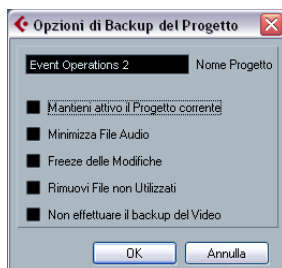 Opzioni di Backup del Progetto
Event Operations 2 Nome Progetto
Mantieni attivo il Progetto corrente
Minimizza File Audio
Freeze delle Modifiche
Rimuovi File non Utilizzati
Non effettuare il backup del Video
OK Annulla